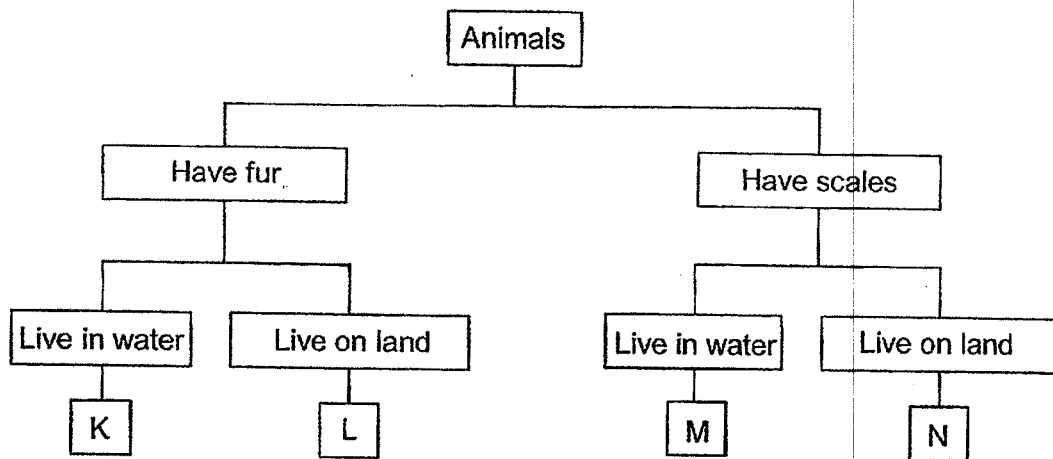 Animals
Have fur
Have scales
Live in water
Live on land
Live in water
Live on land
K
L
M
N